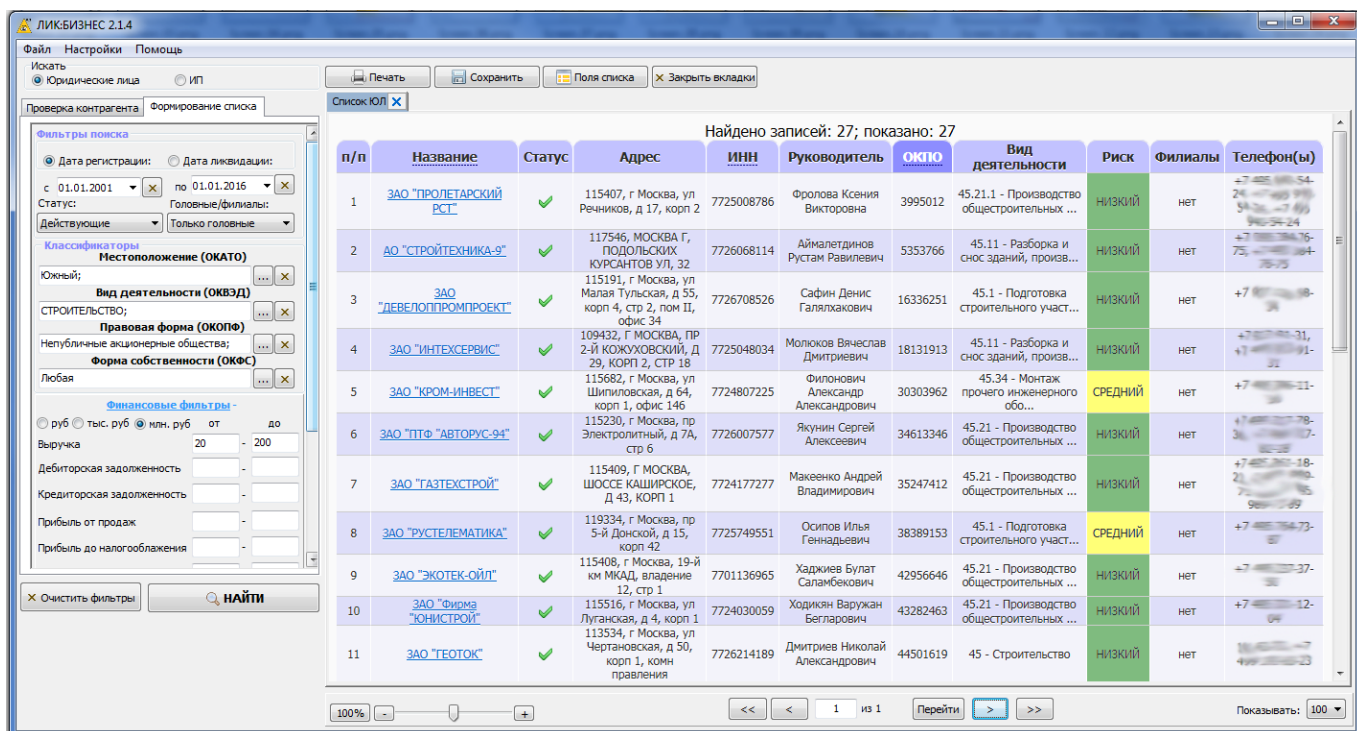 ЛИК:БИЗНЕС 2.1.4
Файл Настройки Помощь
Искать
Юридические лица ИП
Проверка контрагента Формирование списка
Фильтры поиска
Дата регистрации: Дата ликвидации:
с 01.01.2001 по 01.01.2016
Статус: Головные/филиалы:
Действующие Только головные
Классификаторы
Местоположение (ОКАТО)
Южный; ...
Вид деятельности (ОКВЭД)
СТРОИТЕЛЬСТВО; ...
Правовая форма (ОКОПФ)
Непубличные акционерные общества; ...
Форма собственности (ОКФС)
Любая ...
Финансовые фильтры -
руб тыс. руб млн. руб от до
Выручка 20 - 200
Дебиторская задолженность -
Кредиторская задолженность -
Прибыль от продаж -
Прибыль до налогооблажения -
Очистить фильтры НАЙТИ
Печать Сохранить Поля списка Закрыть вкладки
Список ЮЛ
Найдено записей: 27; показано: 27
п/п Название Статус Адрес ИНН Руководитель ОКПО Вид деятельности Риск Филиалы Телефон(ы)
1 ЗАО "ПРОЛЕТАРСКИЙ РСТ" 115407, г Москва, ул Речников, д 17, корп 2 7725008786 Фролова Ксения Викторовна 3995012 45.21.1 - Производство общестроительных ... НИЗКИЙ нет
2 АО "СТРОЙТЕХНИКА-9" 117546, МОСКВА Г, ПОДОЛЬСКИХ КУРСАНТОВ УЛ, 32 7726068114 Аймалетдинов Рустам Равилевич 5353766 45.11 - Разборка и снос зданий, произв... НИЗКИЙ нет
3 ЗАО "ДЕВЕЛОППРОМПРОЕКТ" 115191, г Москва, ул Малая Тульская, д 55, корп 4, стр 2, пом II, офис 34 7726708526 Сафин Денис Галялхакович 16336251 45.1 - Подготовка строительного участ... НИЗКИЙ нет
4 ЗАО "ИНТЕХСЕРВИС" 109432, Г МОСКВА, ПР 2-Й КОЖУХОВСКИЙ, Д 29, КОРП 2, СТР 18 7725048034 Молюков Вячеслав Дмитриевич 18131913 45.11 - Разборка и снос зданий, произв... НИЗКИЙ нет
5 ЗАО "КРОМ-ИНВЕСТ" 115682, г Москва, ул Шипиловская, д 64, корп 1, офис 146 7724807225 Филонович Александр Александрович 30303962 45.34 - Монтаж прочего инженерного обо... СРЕДНИЙ нет
6 ЗАО "ПТФ "АВТОРУС-94" 115230, г Москва, пр Электролитный, д 7А, стр 6 7726007577 Якунин Сергей Алексеевич 34613346 45.21 - Производство общестроительных ... НИЗКИЙ нет
7 ЗАО "ГАЗТЕХСТРОЙ" 115409, Г МОСКВА, ШОССЕ КАШИРСКОЕ, Д 43, КОРП 1 7724177277 Макеенко Андрей Владимирович 35247412 45.21 - Производство общестроительных ... НИЗКИЙ нет
8 ЗАО "РУСТЕЛЕМАТИКА" 119334, г Москва, пр 5-й Донской, д 15, корп 42 7725749551 Осипов Илья Геннадьевич 38389153 45.1 - Подготовка строительного участ... СРЕДНИЙ нет
9 ЗАО "ЭКОТЕК-ОЙЛ" 115408, г Москва, 19-й км МКАД, владение 12, стр 1 7701136965 Хаджиев Булат Саламбекович 42956646 45.21 - Производство общестроительных ... НИЗКИЙ нет
10 ЗАО "Фирма "ЮНИСТРОЙ" 115516, г Москва, ул Луганская, д 4, корп 1 7724030059 Ходикян Варужан Бегларович 43282463 45.21 - Производство общестроительных ... НИЗКИЙ нет
11 ЗАО "ГЕОТОК" 113534, г Москва, ул Чертановская, д 50, корп 1, комн правления 7726214189 Дмитриев Николай Александрович 44501619 45 - Строительство НИЗКИЙ нет
100% - + << < 1 из 1 Перейти > >> Показывать: 100